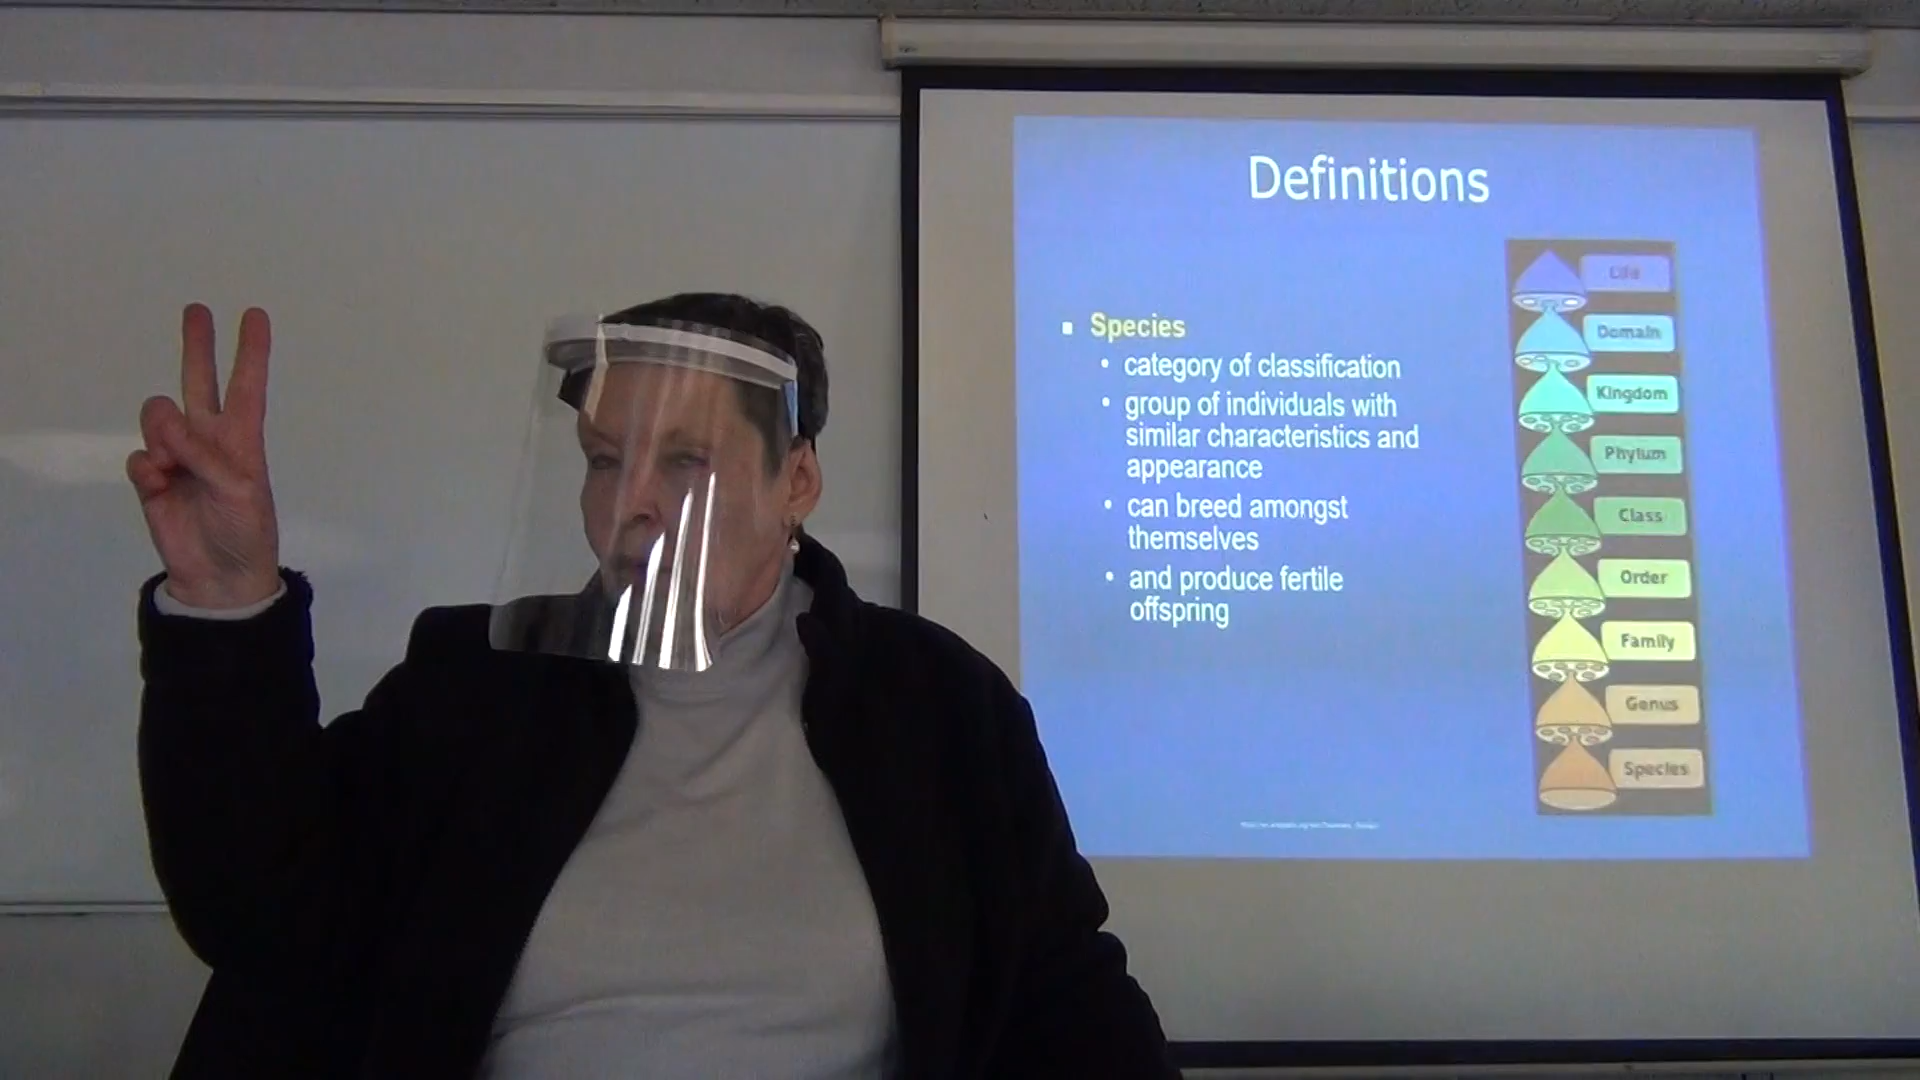 Definitions
Species
category of classification
group of individuals with
similar characteristics and
appearance
can breed amongst
themselves
and produce fertile
offspring
Life
Domain
Kingdom
Phylum
Class
Order
Family
Genus
Species